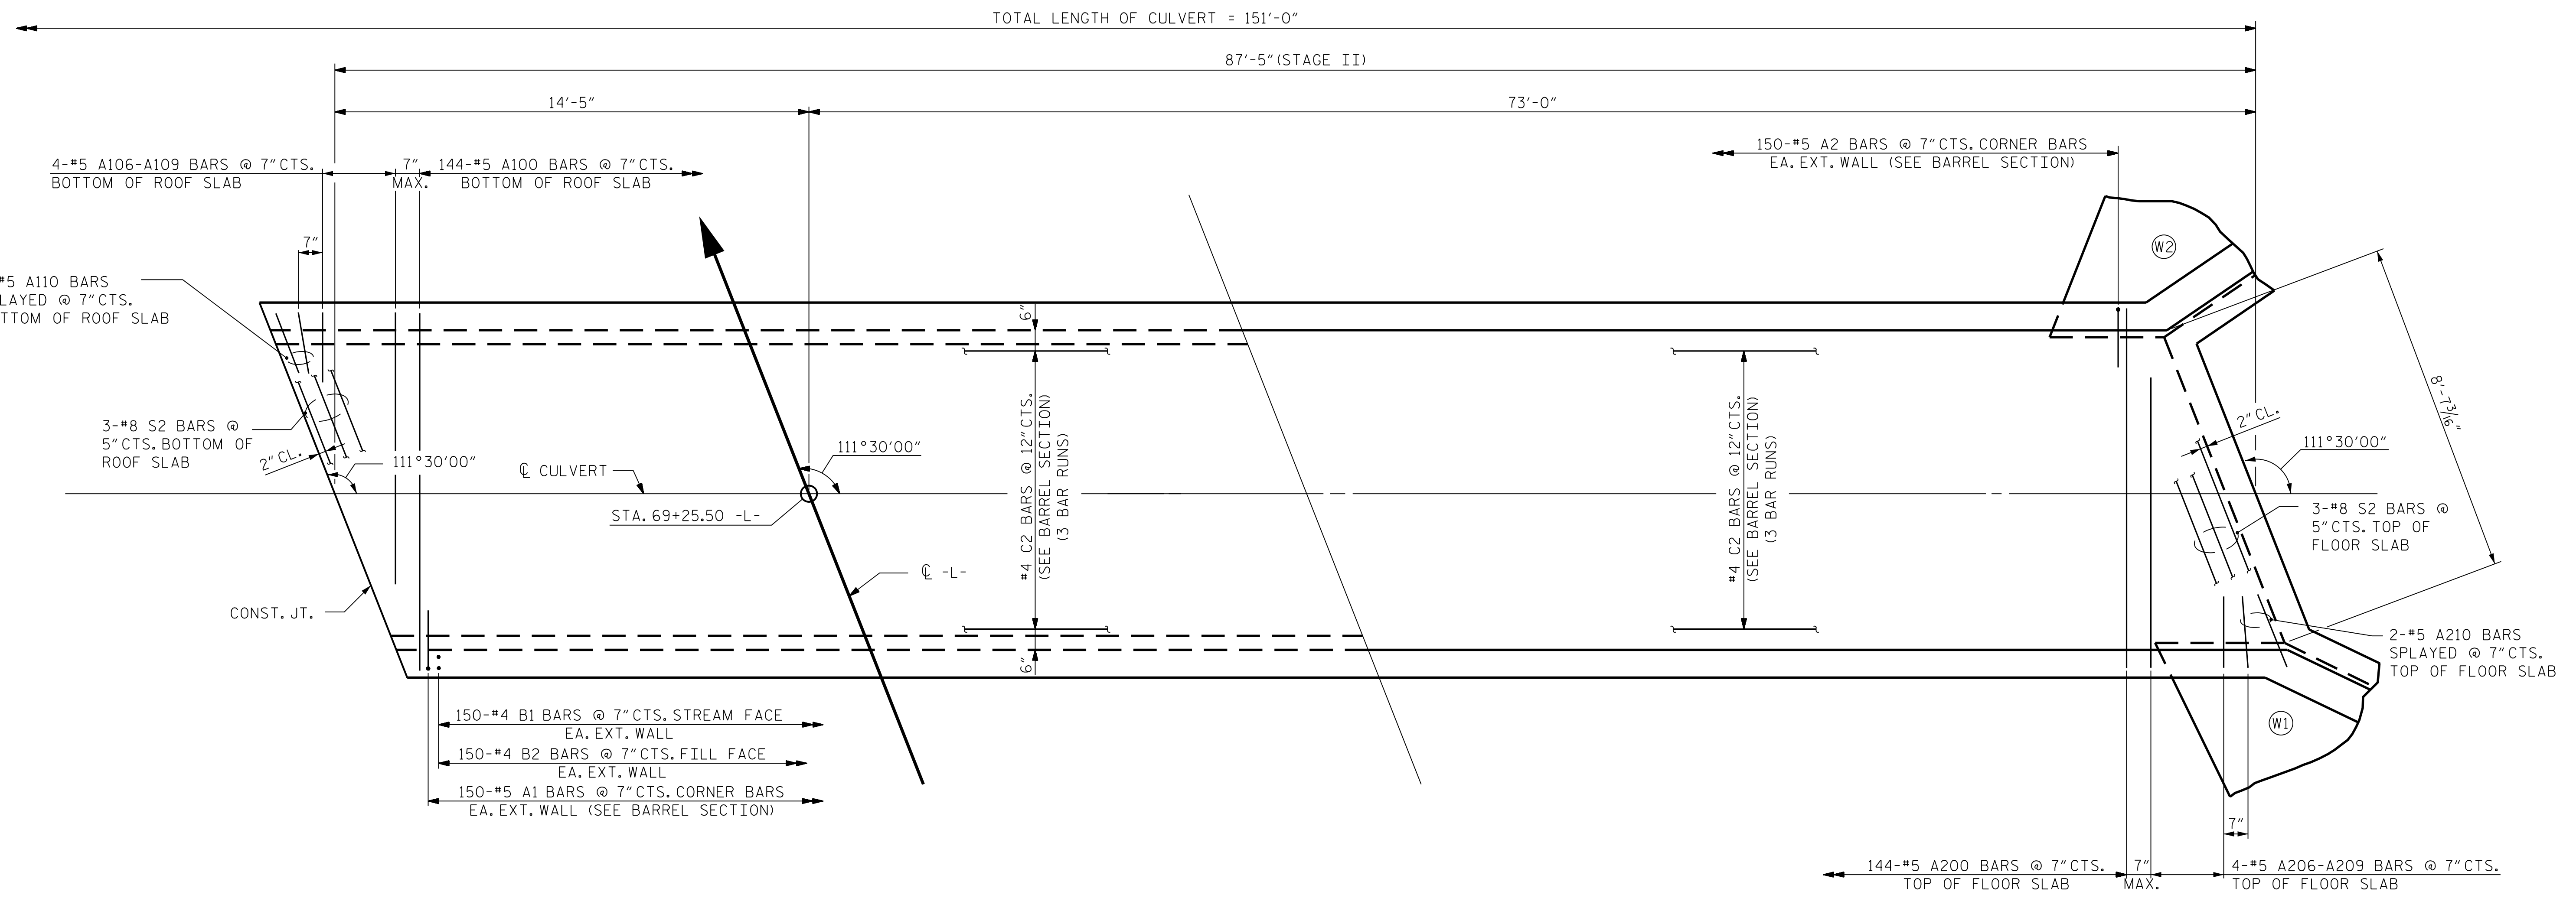 TOTAL LENGTH OF CULVERT = 151'-0"
87'-5"(STAGE II)
14'-5"
73'-0"
150-#5 A2 BARS @ 7"CTS. CORNER BARS
EA. EXT. WALL (SEE BARREL SECTION)
4-#5 A106-A109 BARS @ 7"CTS.
BOTTOM OF ROOF SLAB
7"
MAX.
144-#5 A100 BARS @ 7"CTS.
BOTTOM OF ROOF SLAB
7"
#5 A110 BARS
LAYED @ 7"CTS.
TTOM OF ROOF SLAB
W2
6"
3-#8 S2 BARS @
5"CTS. BOTTOM OF
ROOF SLAB
2" CL.
111°30'00"
℄ CULVERT
111°30'00"
STA. 69+25.50 -L-
#4 C2 BARS @ 12"CTS.
(SEE BARREL SECTION)
(3 BAR RUNS)
#4 C2 BARS @ 12"CTS.
(SEE BARREL SECTION)
(3 BAR RUNS)
8'-7 3/16"
2" CL.
111°30'00"
3-#8 S2 BARS @
5"CTS. TOP OF
FLOOR SLAB
℄ -L-
CONST. JT.
2-#5 A210 BARS
SPLAYED @ 7"CTS.
TOP OF FLOOR SLAB
6"
150-#4 B1 BARS @ 7"CTS. STREAM FACE
EA. EXT. WALL
150-#4 B2 BARS @ 7"CTS. FILL FACE
EA. EXT. WALL
150-#5 A1 BARS @ 7"CTS. CORNER BARS
EA. EXT. WALL (SEE BARREL SECTION)
W1
7"
144-#5 A200 BARS @ 7"CTS.
TOP OF FLOOR SLAB
7"
MAX.
4-#5 A206-A209 BARS @ 7"CTS.
TOP OF FLOOR SLAB